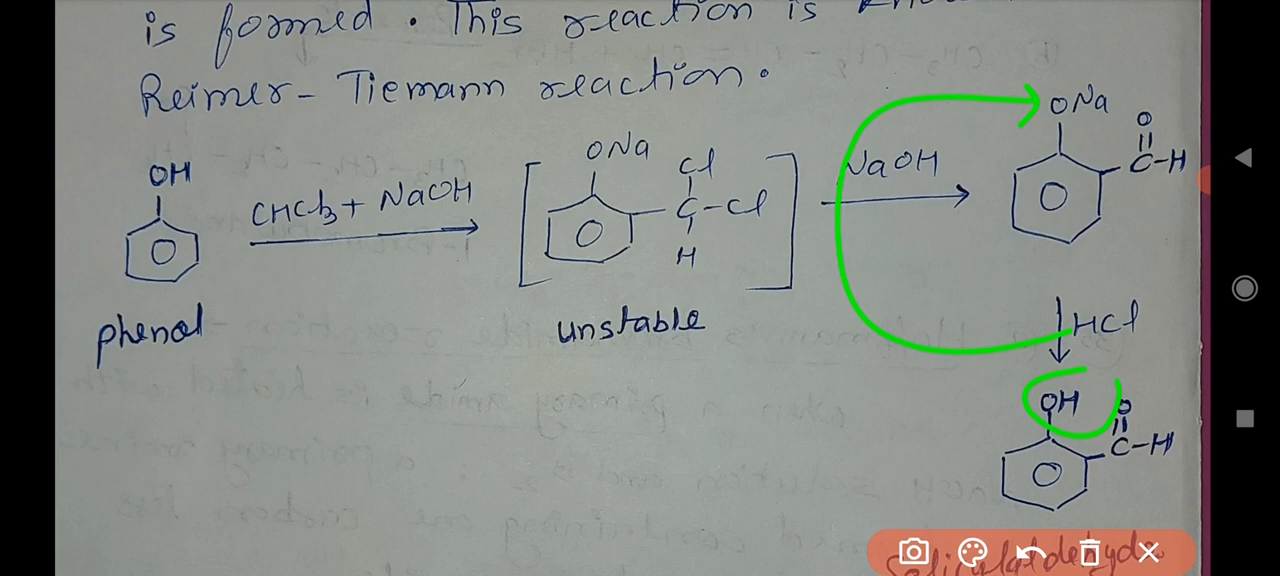 is formed. This reaction is
Reimer-Tiemann reaction.
OH
CHCl3 + NaOH
phenol
ONa
Cl
C-Cl
H
unstable
NaOH
ONa
O
C-H
HCl
OH
O
C-H
Salicylaldehyde